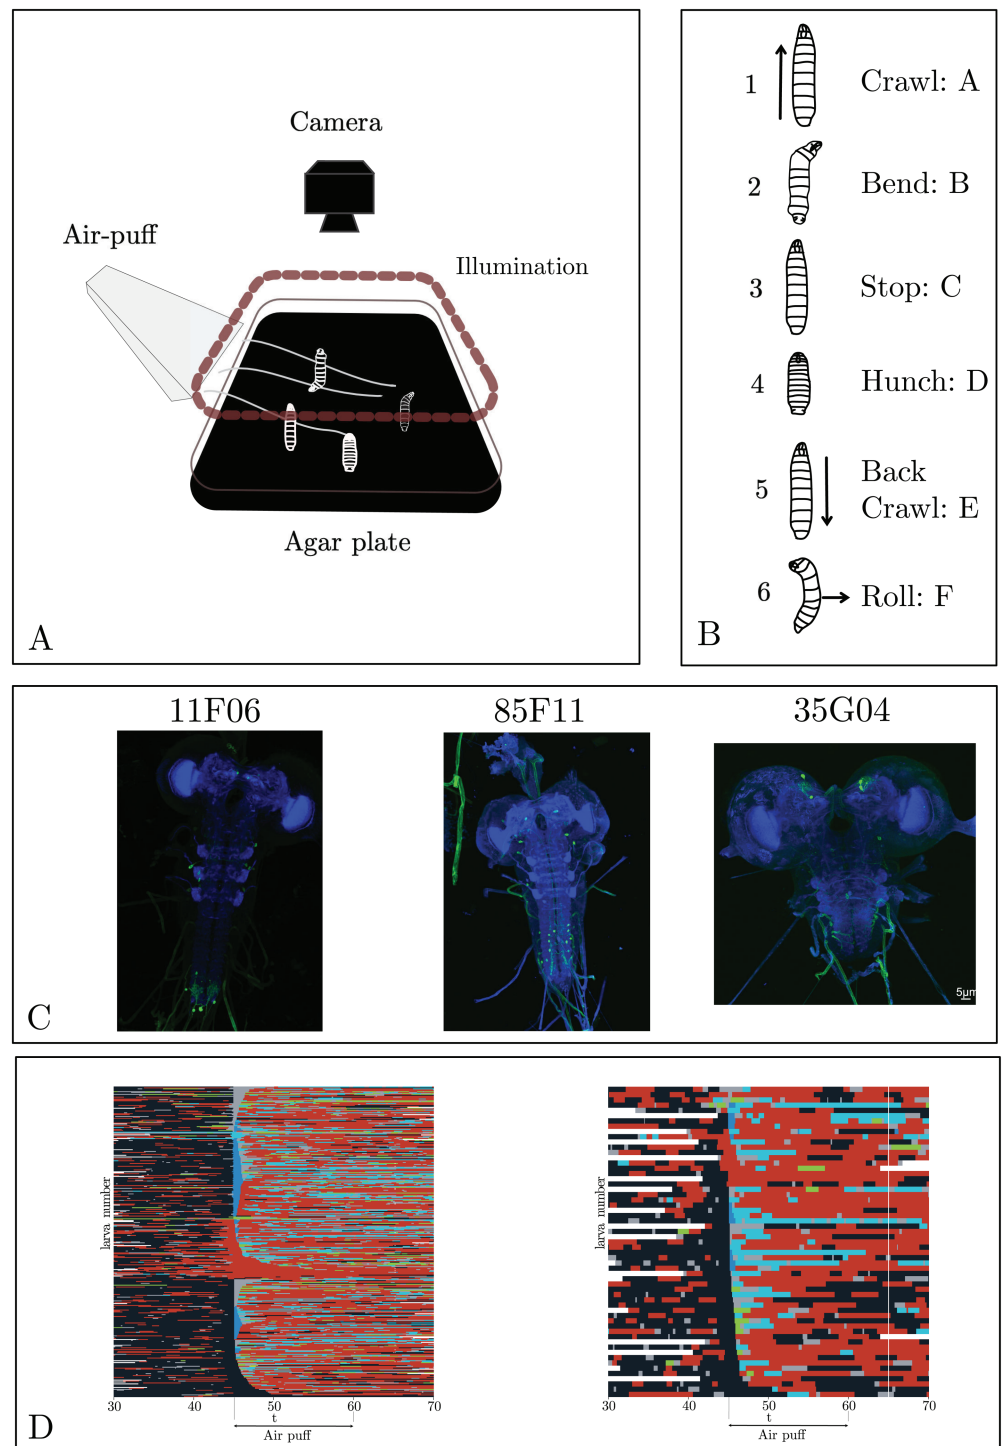 Camera
Air-puff
Illumination
Agar plate
A
1 Crawl: A
2 Bend: B
3 Stop: C
4 Hunch: D
5 Back
Crawl: E
6 Roll: F
B
11F06 85F11 35G04
5μm
C
larva number
30 40 50 60 70
t
Air puff
larva number
30 40 50 60 70
t
Air puff
D